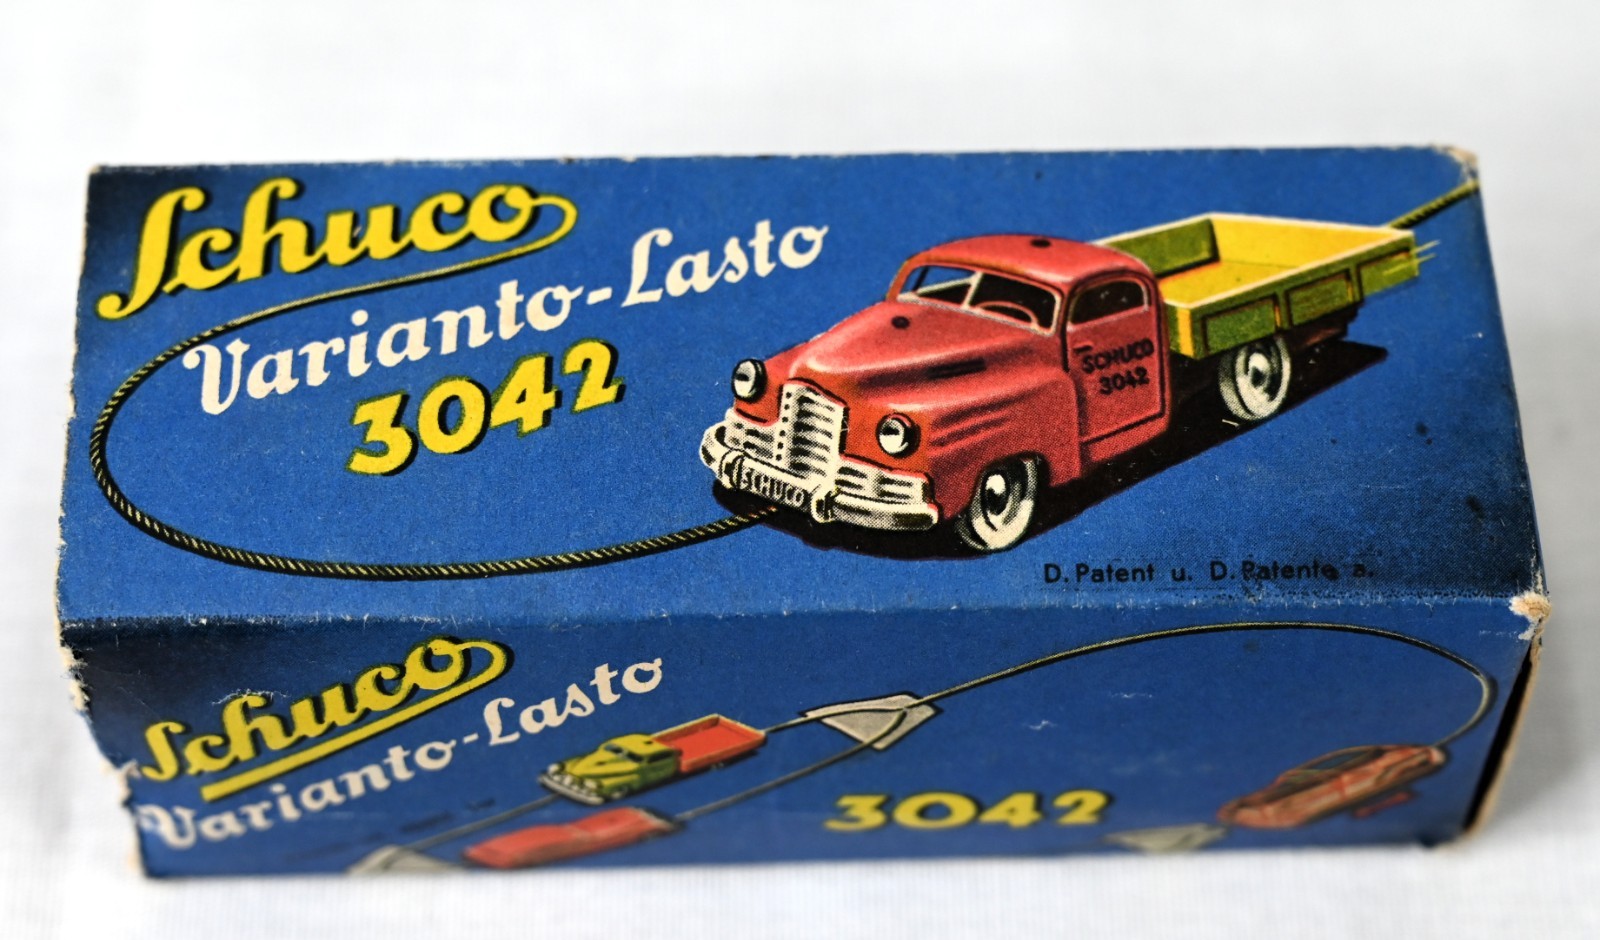 Schuco
Varianto-Lasto
3042
SCHUCO
3042
SCHUCO
D. Patent u. D. Patente a.
Schuco
Varianto-Lasto
3042